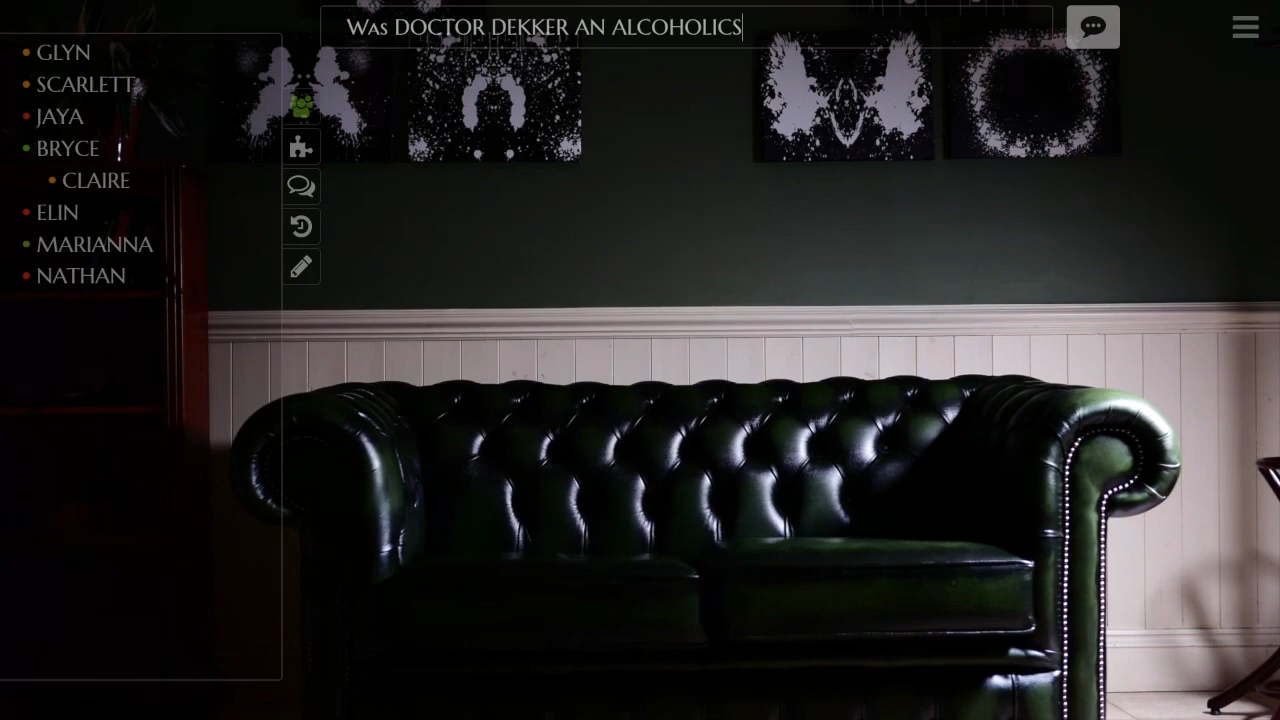 Was DOCTOR DEKKER AN ALCOHOLICS
GLYN
SCARLETT
JAYA
BRYCE
CLAIRE
ELIN
MARIANNA
NATHAN